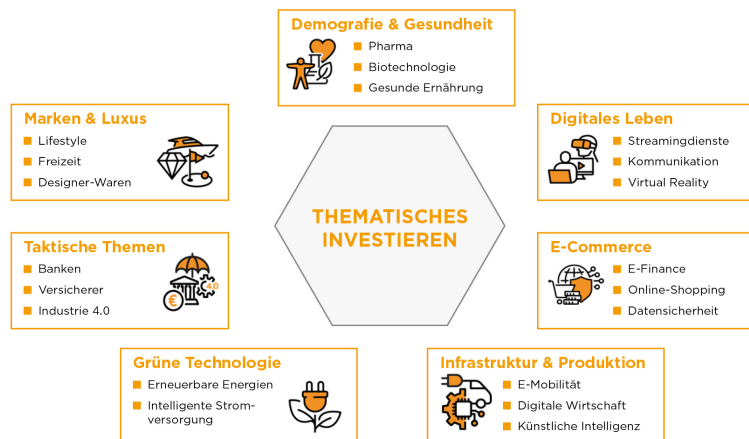 Demografie & Gesundheit
Pharma
Biotechnologie
Gesunde Ernährung
Marken & Luxus
Lifestyle
Freizeit
Designer-Waren
Digitales Leben
Streamingdienste
Kommunikation
Virtual Reality
THEMATISCHES
INVESTIEREN
Taktische Themen
Banken
Versicherer
Industrie 4.0
€
4.0
E-Commerce
E-Finance
Online-Shopping
Datensicherheit
Grüne Technologie
Erneuerbare Energien
Intelligente Strom-
versorgung
Infrastruktur & Produktion
E-Mobilität
Digitale Wirtschaft
Künstliche Intelligenz